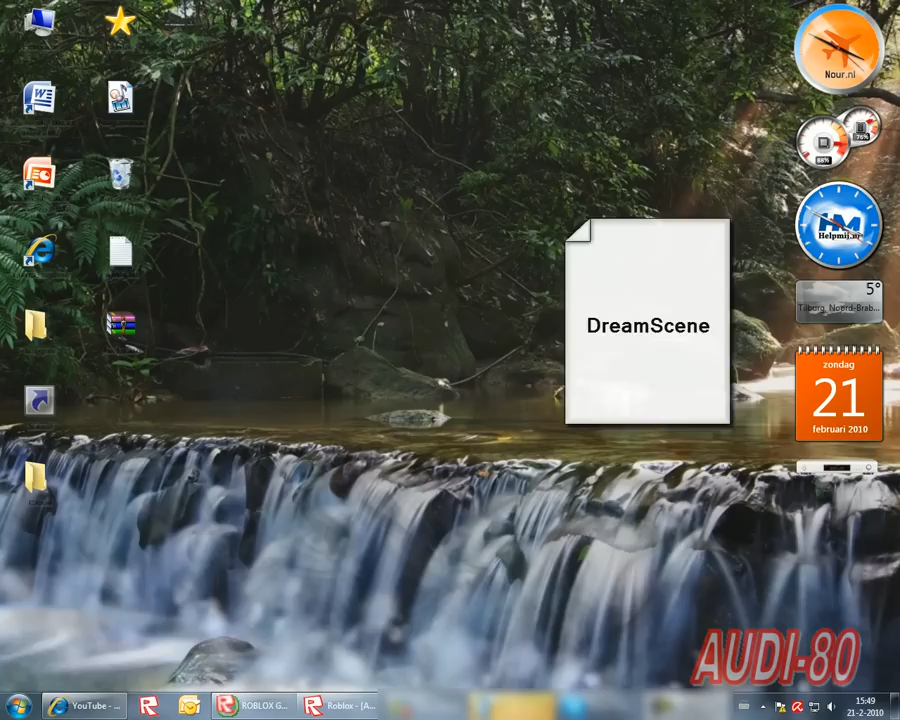 Nour.nl
88%
76%
HM
Helpmij.nl
5°
Tilburg, Noord-Brab...
DreamScene
zondag
21
februari 2010
AUDI-80
YouTube - ...
ROBLOX G...
Roblox - [A...
15:49
21-2-2010